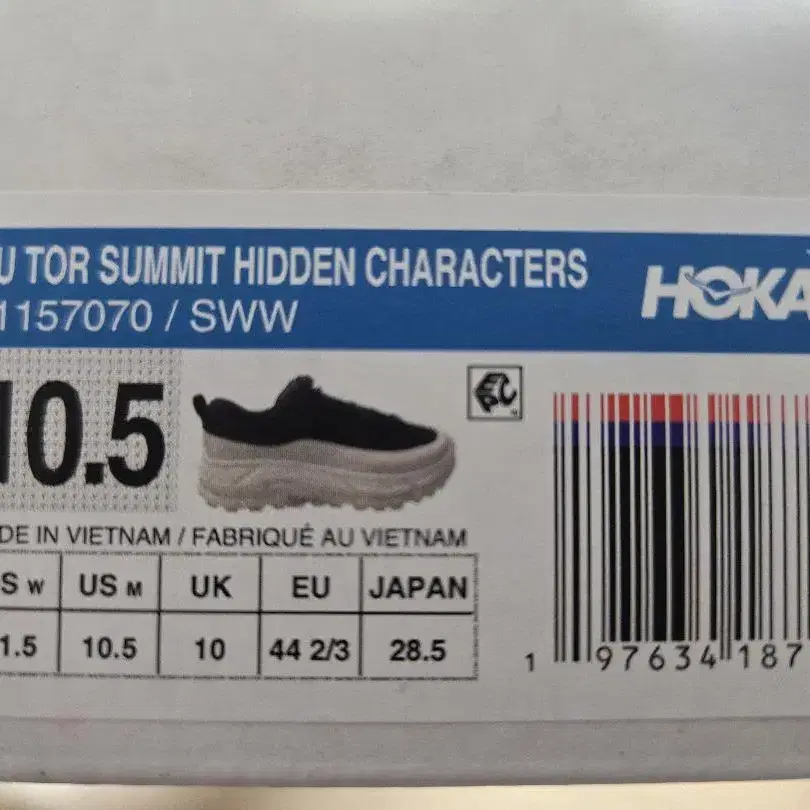 U TOR SUMMIT HIDDEN CHARACTERS
1157070 / SWW
HOKA
10.5
DE IN VIETNAM / FABRIQUÉ AU VIETNAM
S W US M UK EU JAPAN
1.5 10.5 10 44 2/3 28.5
1 97634 187